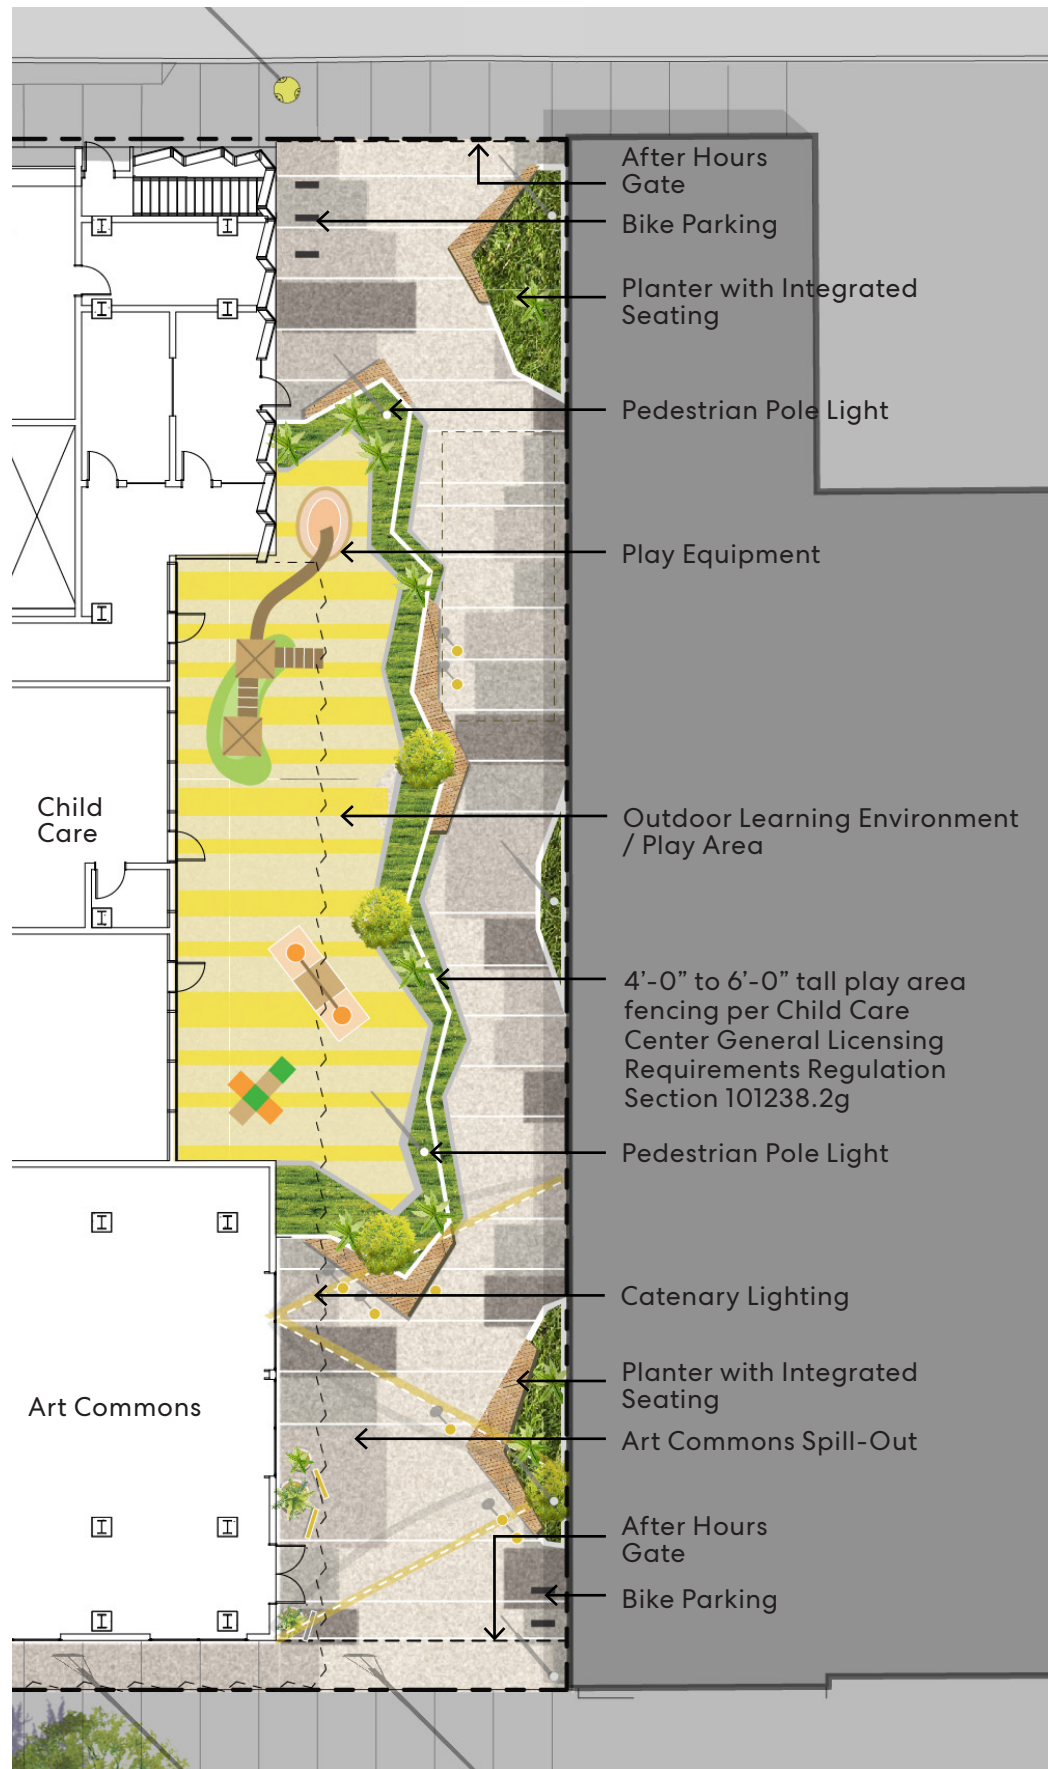 After Hours
Gate
Bike Parking
Planter with Integrated
Seating
Pedestrian Pole Light
Play Equipment
Child
Care
Outdoor Learning Environment
/ Play Area
4’-0” to 6’-0” tall play area
fencing per Child Care
Center General Licensing
Requirements Regulation
Section 101238.2g
Pedestrian Pole Light
Catenary Lighting
Planter with Integrated
Seating
Art Commons
Art Commons Spill-Out
After Hours
Gate
Bike Parking